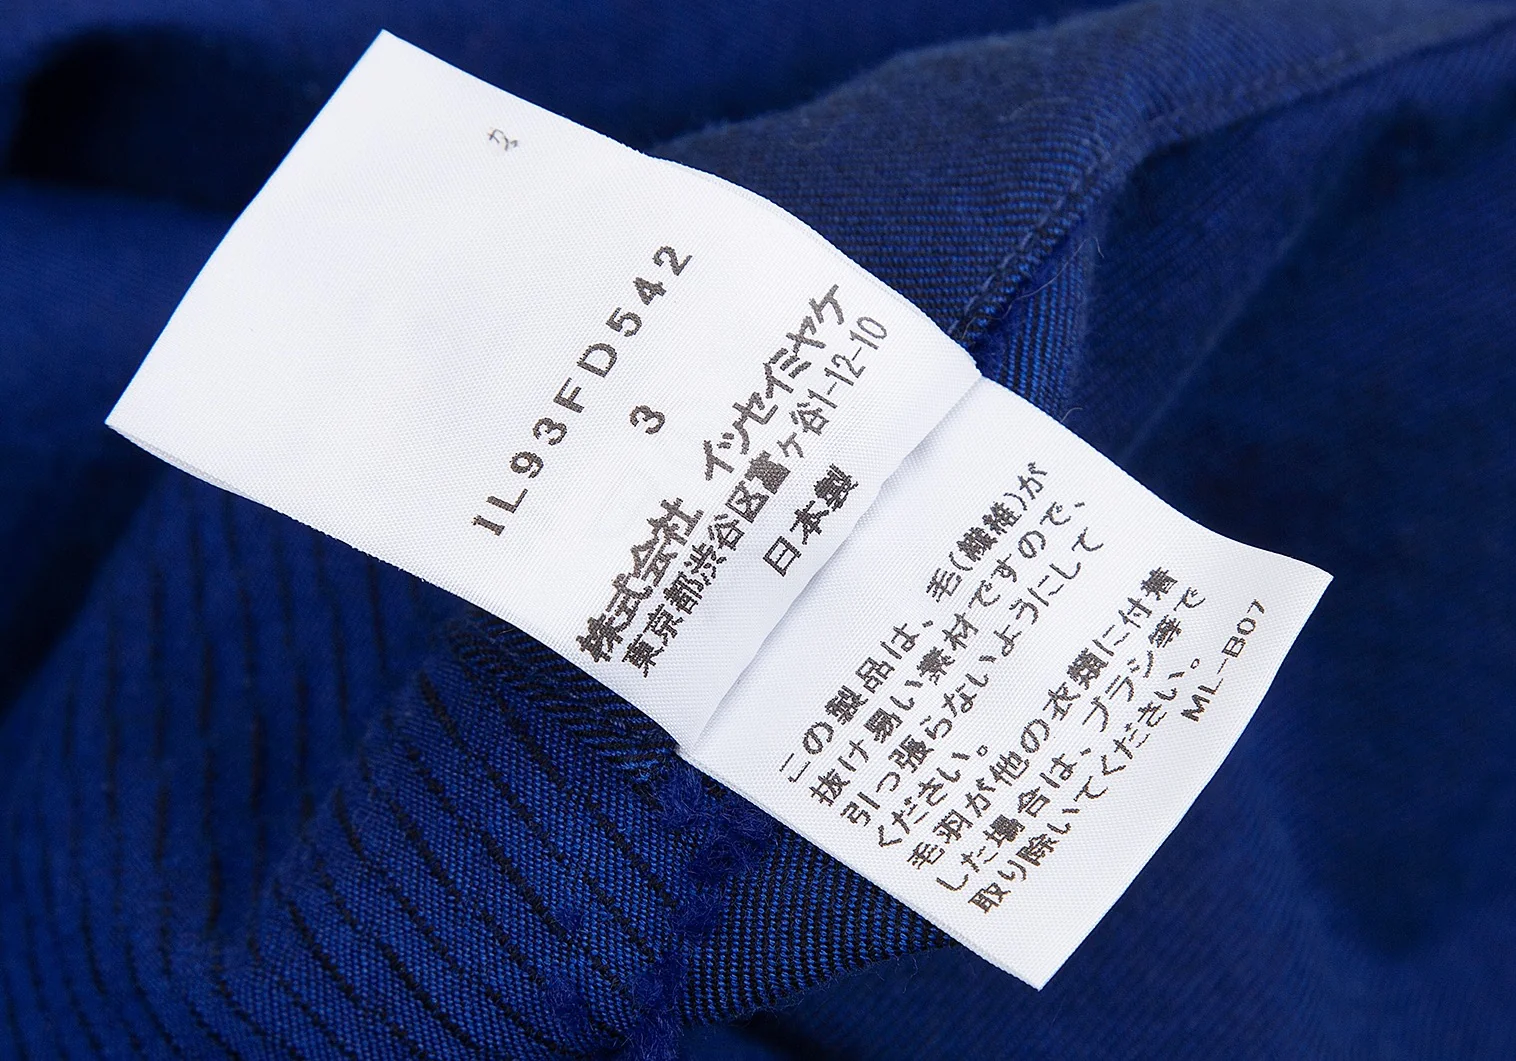 IL93FD542
3
株式会社 イッセイミヤケ
東京都渋谷区富ヶ谷1-12-10
日本製
この製品は、毛(繊維)が
抜け易い素材ですので、
引っ張らないようにして
ください。
毛羽が他の衣類に付着
した場合は、ブラシ等で
取り除いてください。
ML-B07